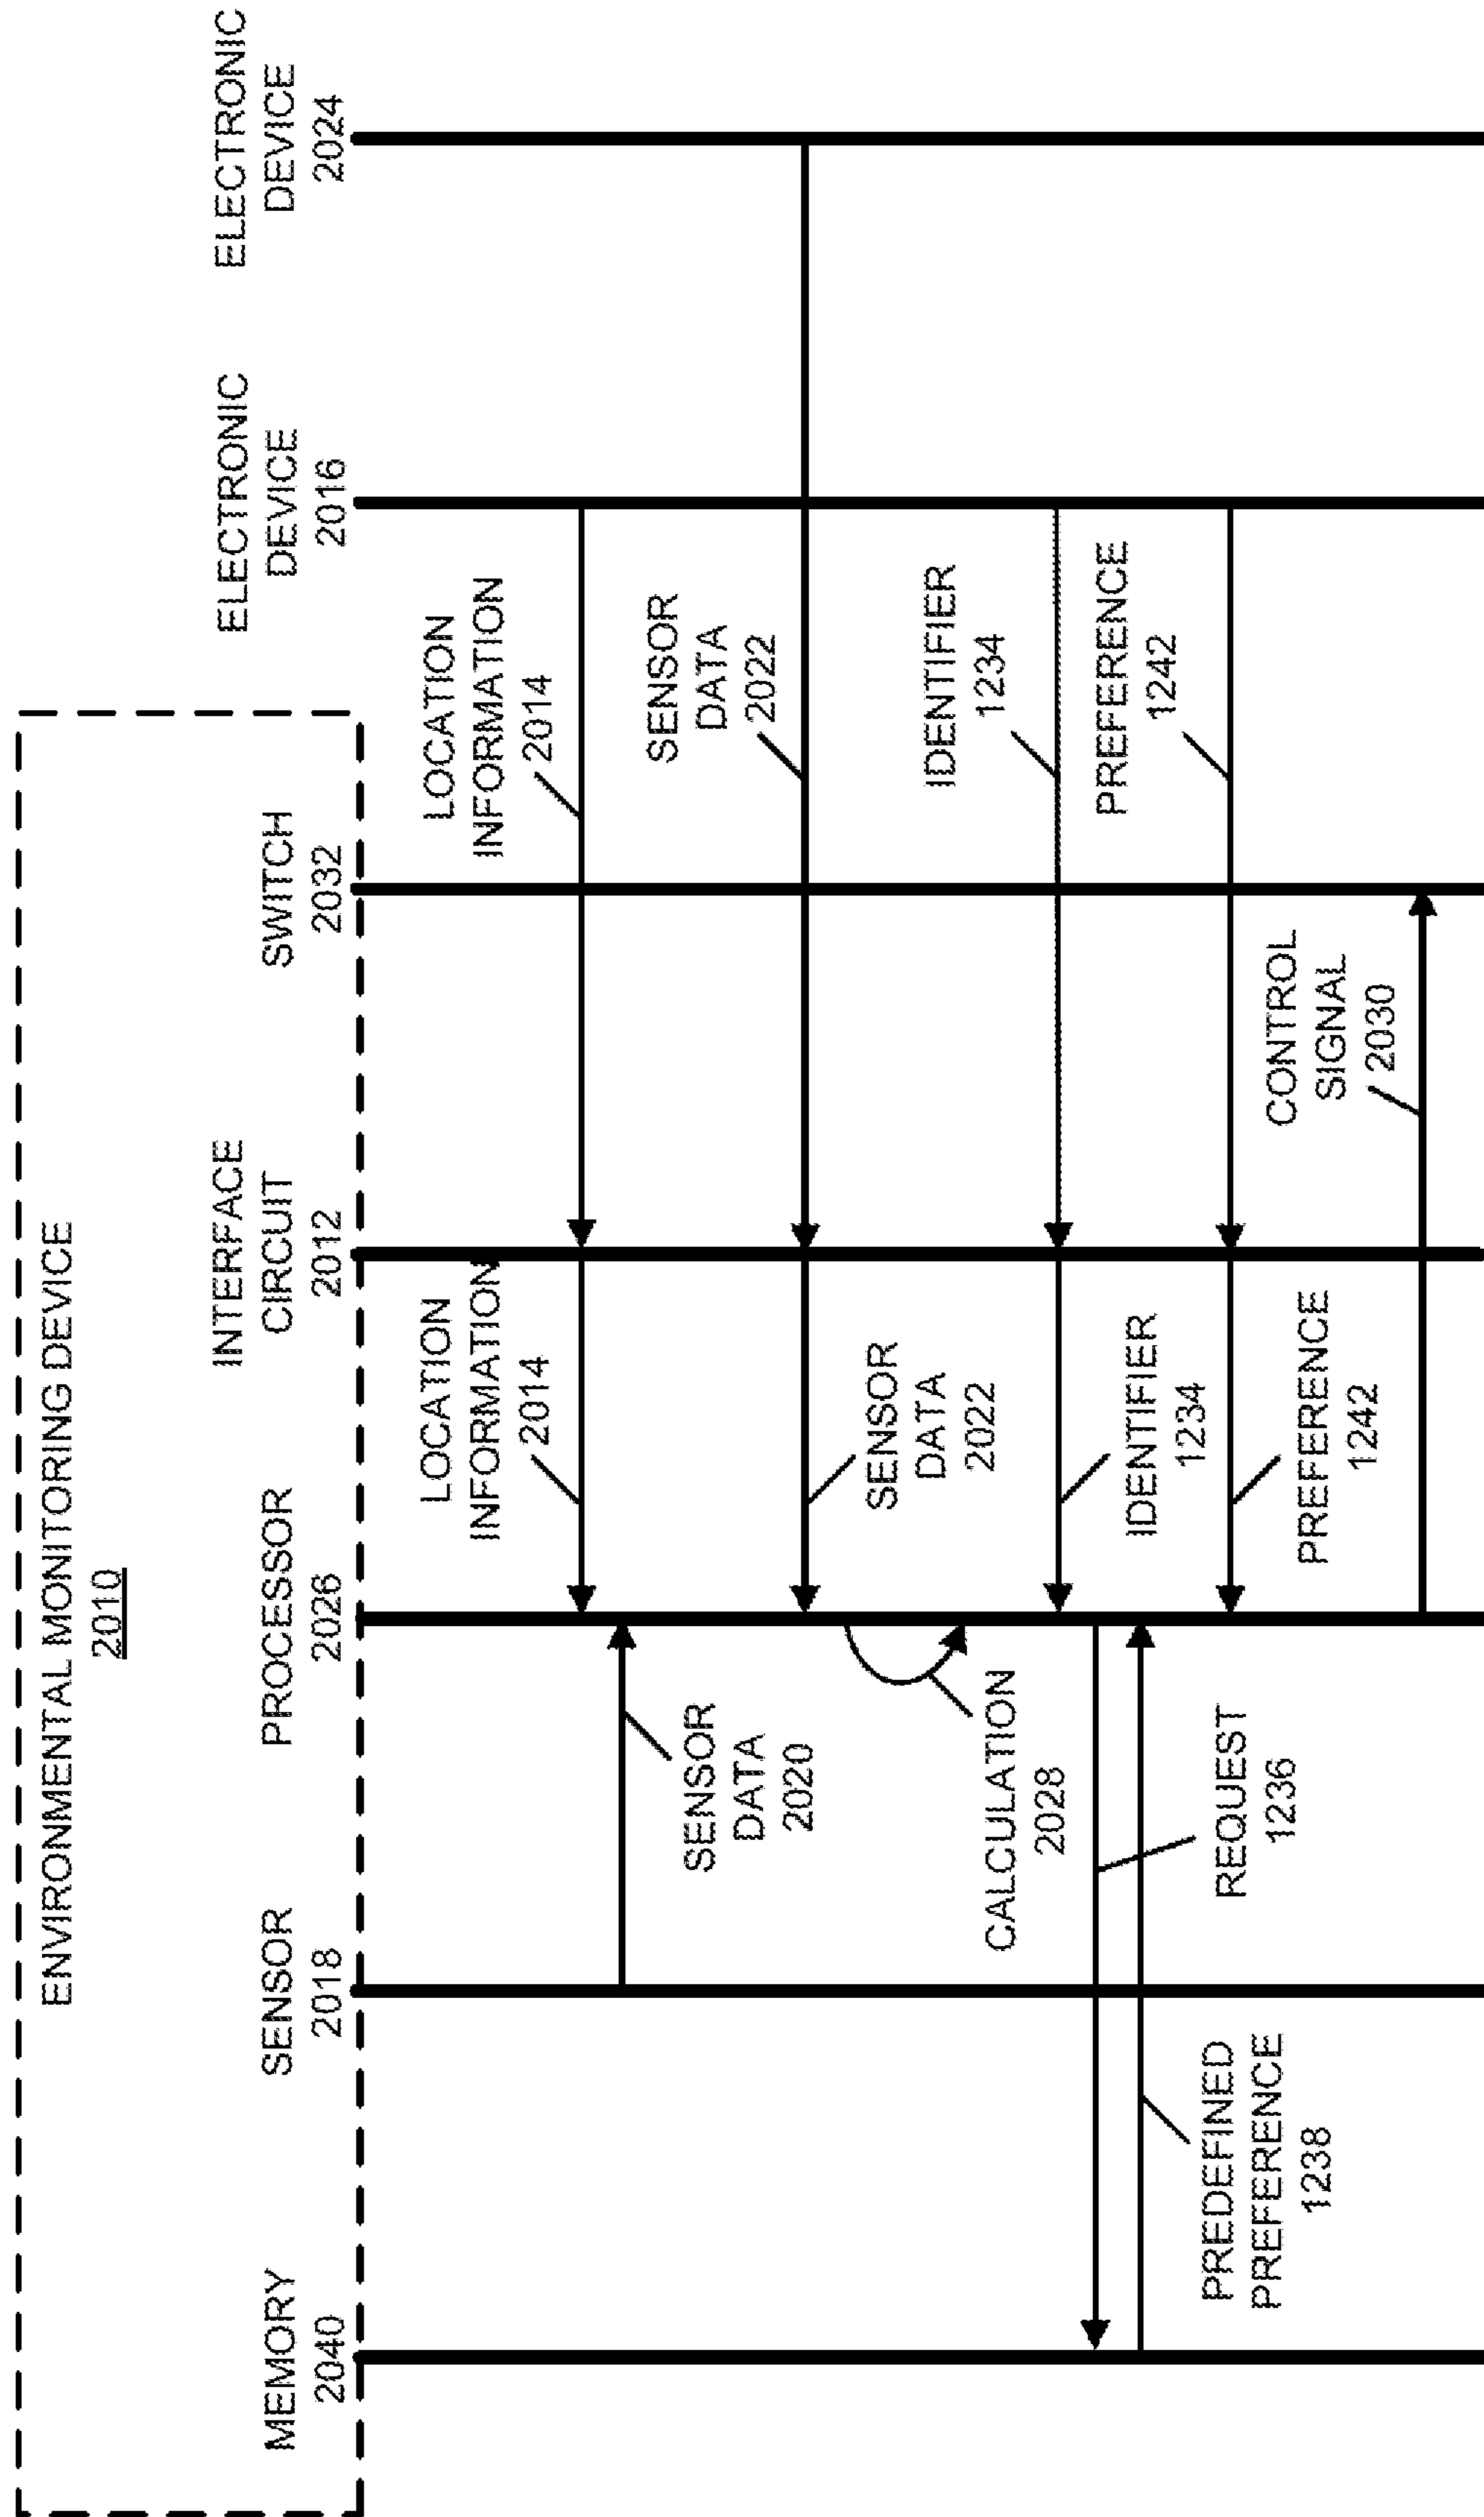 ENVIRONMENTAL MONITORING DEVICE
2010
MEMORY
2040
SENSOR
2018
PROCESSOR
2026
INTERFACE
CIRCUIT
2012
SWITCH
2032
ELECTRONIC
DEVICE
2016
ELECTRONIC
DEVICE
2024
LOCATION
INFORMATION
2014
LOCATION
INFORMATION
2014
SENSOR
DATA
2020
SENSOR
DATA
2022
SENSOR
DATA
2022
CALCULATION
2028
IDENTIFIER
1234
IDENTIFIER
1234
REQUEST
1236
PREDEFINED
PREFERENCE
1238
PREFERENCE
1242
PREFERENCE
1242
CONTROL
SIGNAL
2030